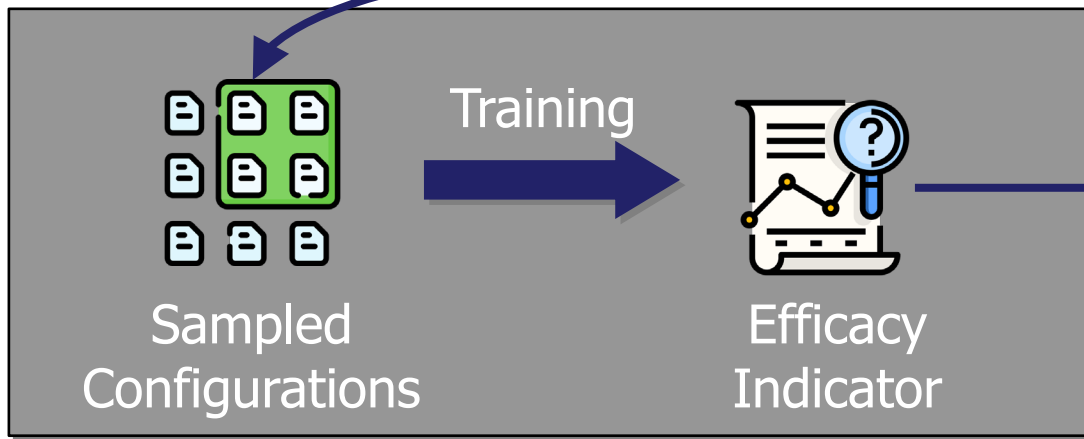 Training
?
Sampled
Configurations
Efficacy
Indicator